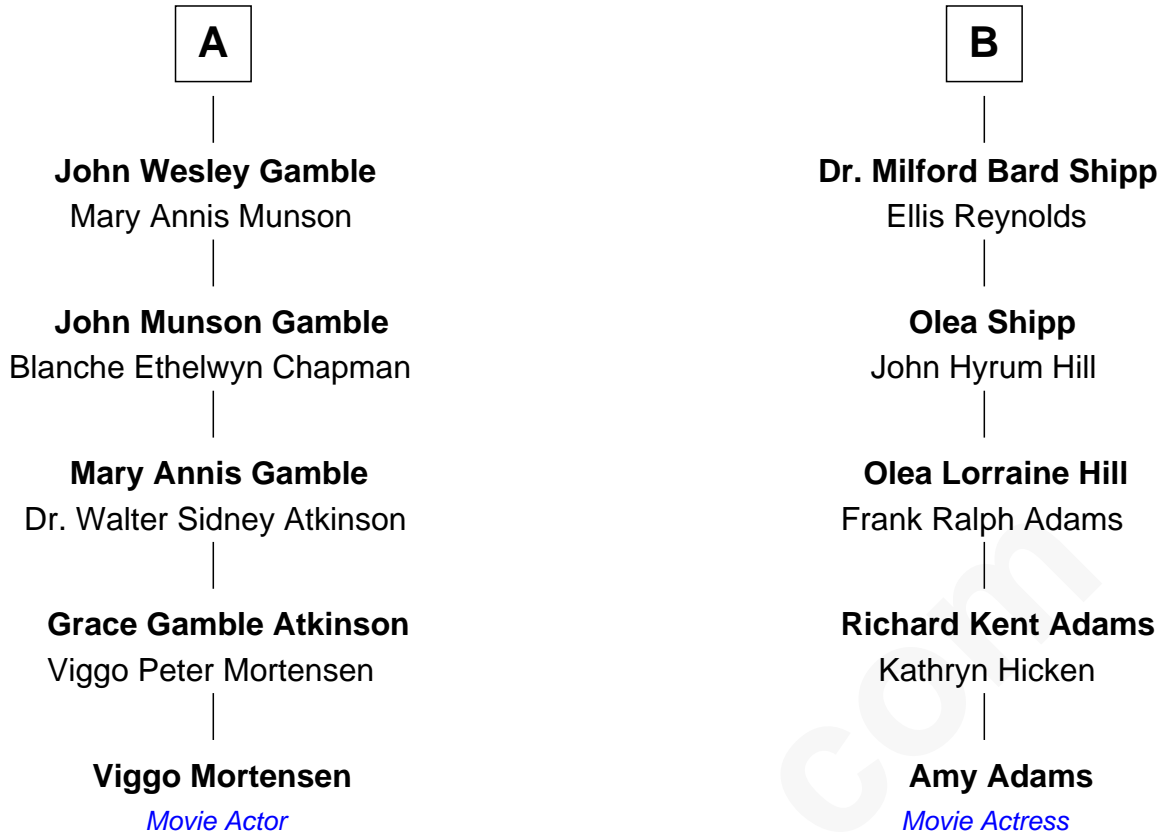 A
John Wesley Gamble
Mary Annis Munson
John Munson Gamble
Blanche Ethelwyn Chapman
Mary Annis Gamble
Dr. Walter Sidney Atkinson
Grace Gamble Atkinson
Viggo Peter Mortensen
Viggo Mortensen
Movie Actor
B
Dr. Milford Bard Shipp
Ellis Reynolds
Olea Shipp
John Hyrum Hill
Olea Lorraine Hill
Frank Ralph Adams
Richard Kent Adams
Kathryn Hicken
Amy Adams
Movie Actress
com